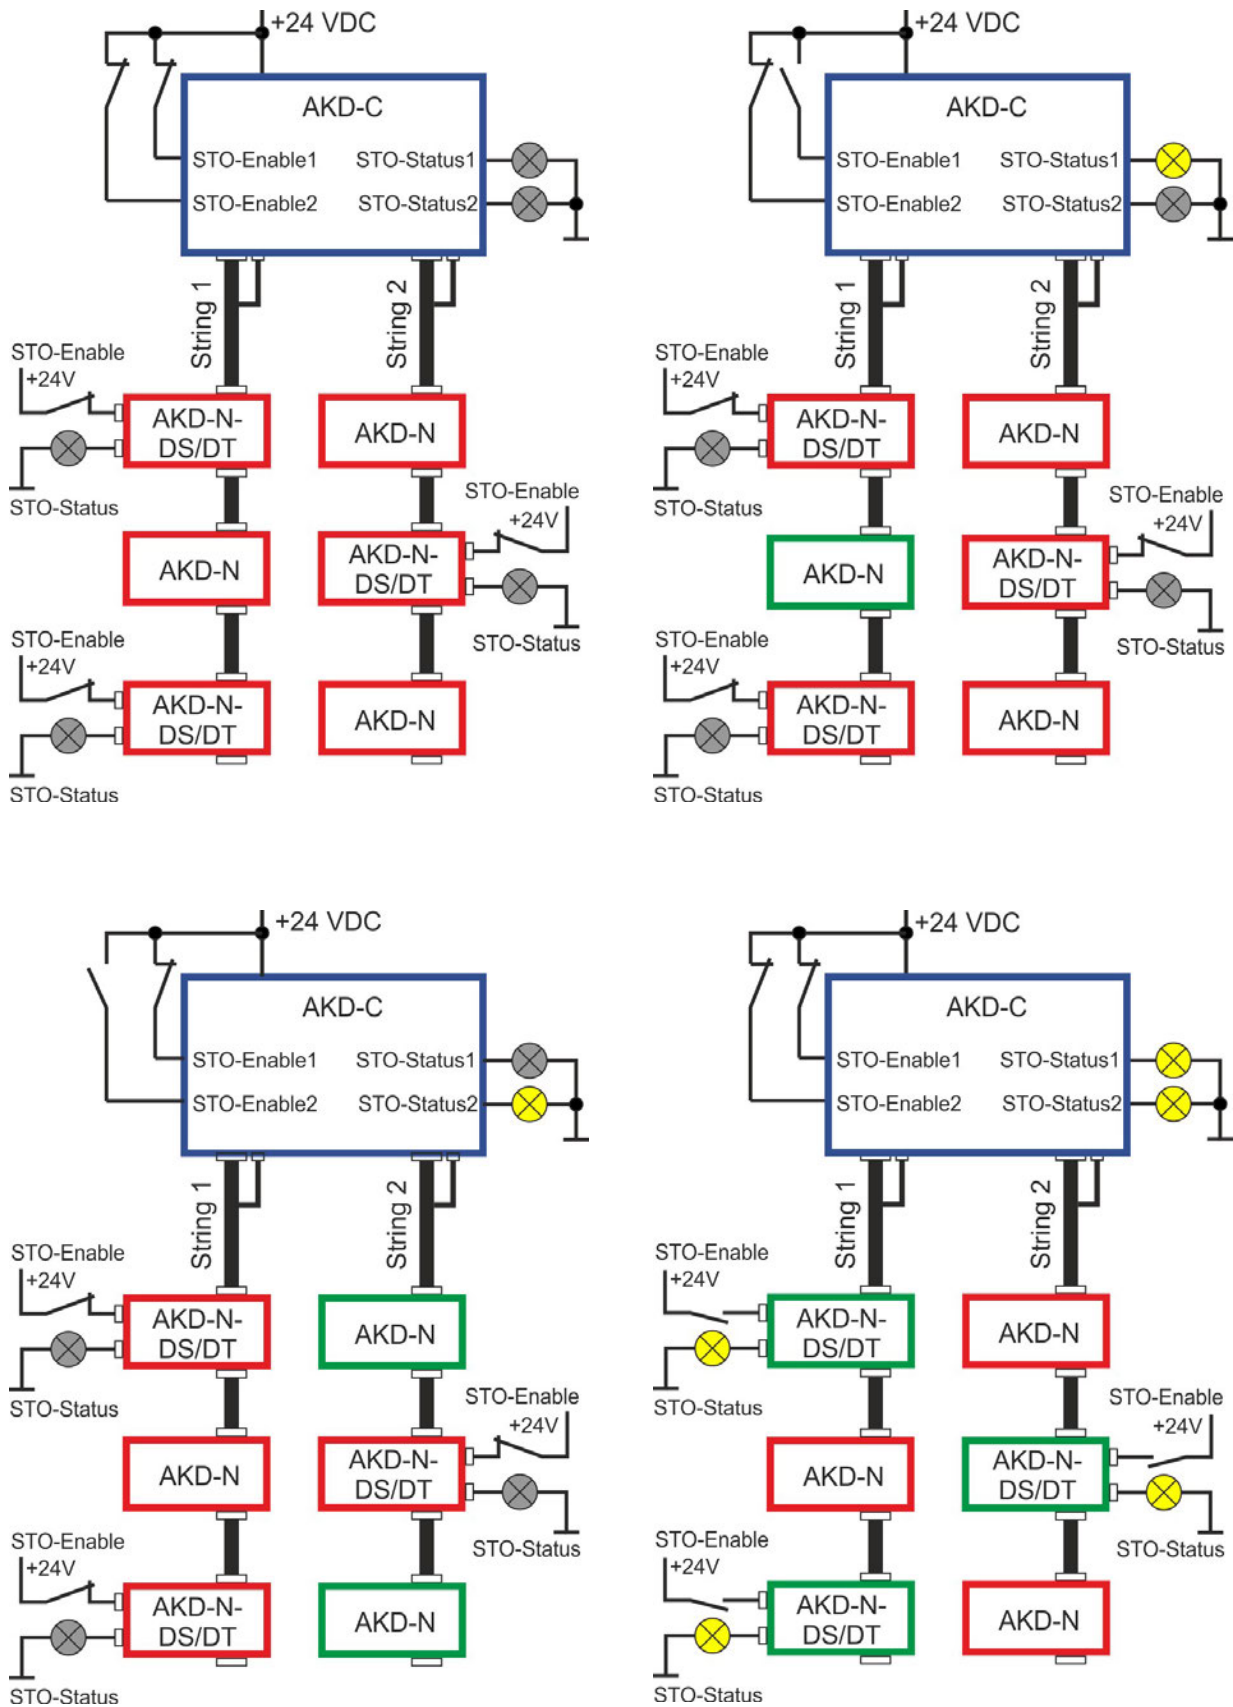 +24 VDC
AKD-C
STO-Enable1 STO-Status1
STO-Enable2 STO-Status2
String 1
String 2
STO-Enable
+24V
AKD-N-
DS/DT
AKD-N
STO-Status
STO-Enable
+24V
AKD-N
AKD-N-
DS/DT
STO-Status
STO-Enable
+24V
AKD-N-
DS/DT
AKD-N
STO-Status
+24 VDC
AKD-C
STO-Enable1 STO-Status1
STO-Enable2 STO-Status2
String 1
String 2
STO-Enable
+24V
AKD-N-
DS/DT
AKD-N
STO-Status
STO-Enable
+24V
AKD-N
AKD-N-
DS/DT
STO-Status
STO-Enable
+24V
AKD-N-
DS/DT
AKD-N
STO-Status
+24 VDC
AKD-C
STO-Enable1 STO-Status1
STO-Enable2 STO-Status2
String 1
String 2
STO-Enable
+24V
AKD-N-
DS/DT
AKD-N
STO-Status
STO-Enable
+24V
AKD-N
AKD-N-
DS/DT
STO-Status
STO-Enable
+24V
AKD-N-
DS/DT
AKD-N
STO-Status
+24 VDC
AKD-C
STO-Enable1 STO-Status1
STO-Enable2 STO-Status2
String 1
String 2
STO-Enable
+24V
AKD-N-
DS/DT
AKD-N
STO-Status
STO-Enable
+24V
AKD-N
AKD-N-
DS/DT
STO-Status
STO-Enable
+24V
AKD-N-
DS/DT
AKD-N
STO-Status